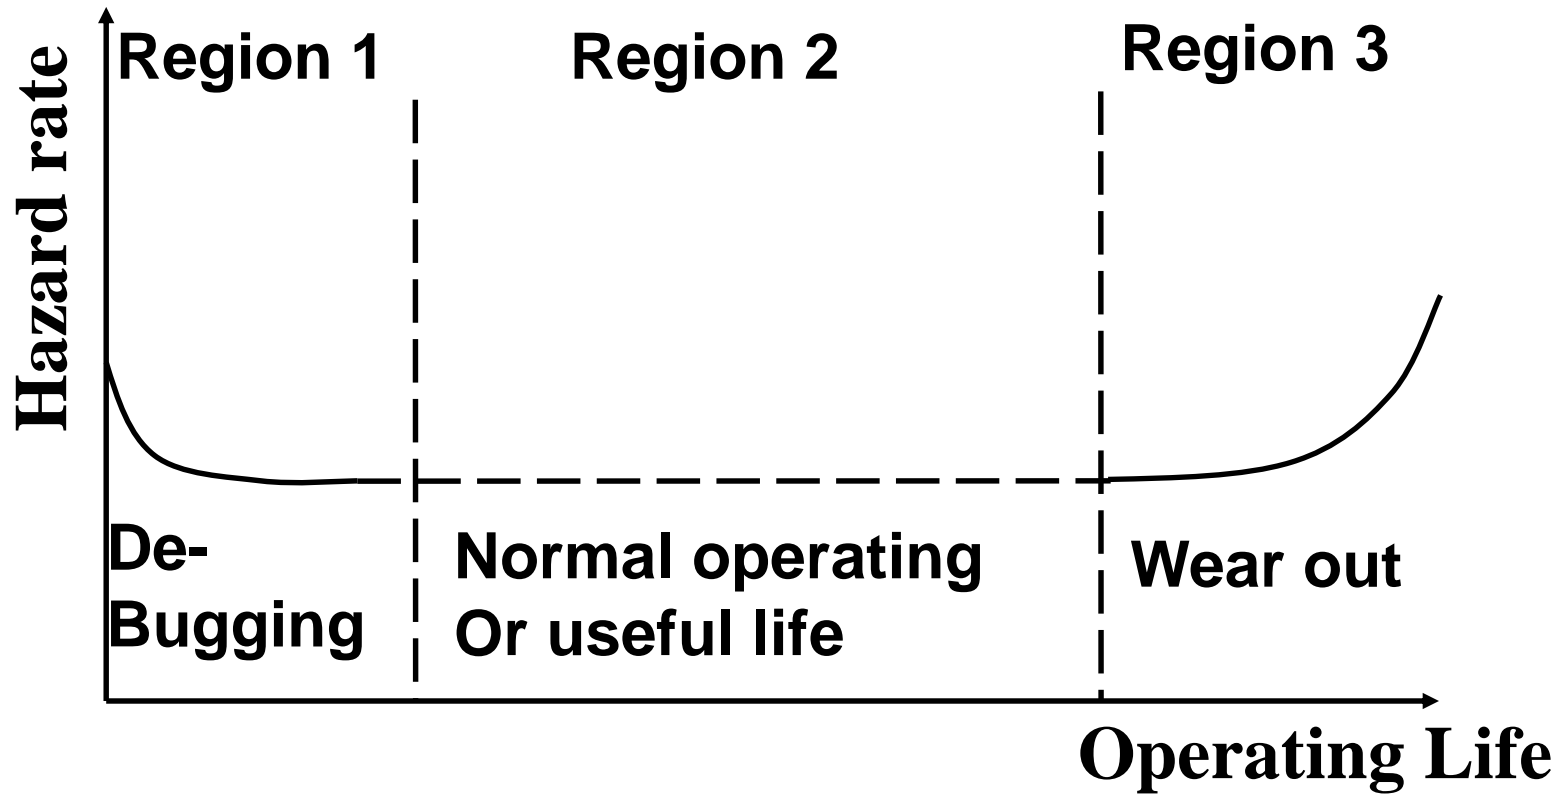 Region 1
Region 2
Region 3
Hazard rate
De-
Bugging
Normal operating
Or useful life
Wear out
Operating Life